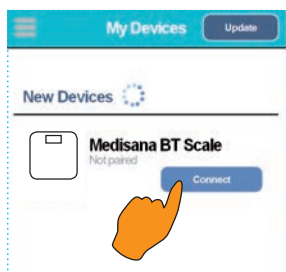 My Devices Update
New Devices
Medisana BT Scale
Not paired
Connect